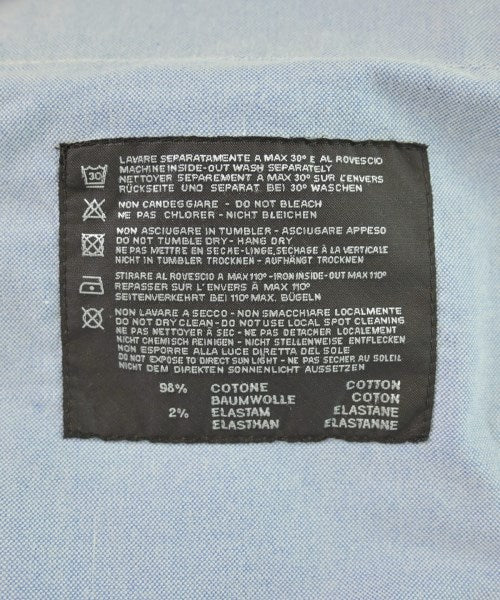 30
LAVARE SEPARATAMENTE A MAX 30° E AL ROVESCIO
MACHINE INSIDE-OUT WASH SEPARATELY
NETTOYER SEPAREMENT A MAX 30° SUR L'ENVERS
RÜCKSEITE UND SEPARAT BEI 30° WASCHEN
NON CANDEGGIARE - DO NOT BLEACH
NE PAS CHLORER - NICHT BLEICHEN
NON ASCIUGARE IN TUMBLER - ASCIUGARE APPESO
DO NOT TUMBLE DRY - HANG DRY
NE PAS METTRE EN SECHE-LINGE, SECHAGE À LA VERTICALE
NICHT IN TUMBLER TROCKNEN - AUFHÄNGT TROCKNEN
STIRARE AL ROVESCIO A MAX 110° - IRON INSIDE-OUT MAX 110°
REPASSER SUR L'ENVERS À MAX 110°
SEITENVERKEHRT BEI 110° MAX. BÜGELN
NON LAVARE A SECCO - NON SMACCHIARE LOCALMENTE
DO NOT DRY CLEAN - DO NOT USE LOCAL SPOT CLEANING
NE PAS NETTOYER À SEC - NE PAS DETACHER LOCALEMENT
NICHT CHEMISCH REINIGEN - NICHT STELLENWEISE ENTFLECKEN
NON ESPORRE ALLA LUCE DIRETTA DEL SOLE
DO NOT EXPOSE TO DIRECT SUN LIGHT - NE PAS SECHER AU SOLEIL
NICHT DEM DIREKTEN SONNENLICHT AUSSETZEN
98% COTONE COTTON
BAUMWOLLE COTON
2% ELASTAM ELASTANE
ELASTHAN ELASTANNE